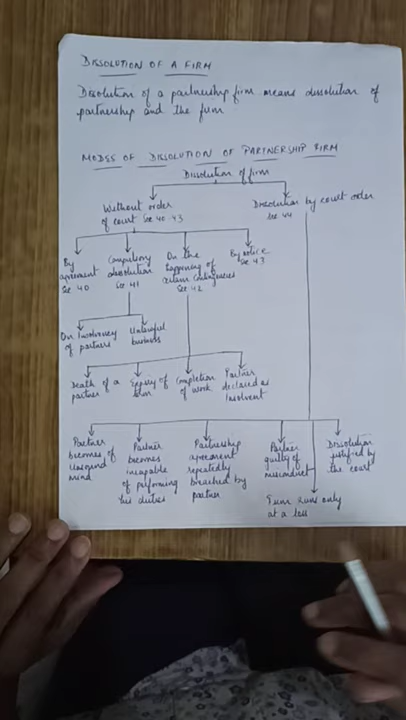 DISSOLUTION OF A FIRM
Dissolution of a partnership firm means dissolution of
partnership and the firm
MODES OF DISSOLUTION OF PARTNERSHIP FIRM
Dissolution of firm
Without order
of court Sec 40-43
Dissolution by court order
Sec 44
By
agreement
Sec 40
Compulsory
dissolution
Sec 41
On the
happening of
certain contingencies
Sec 42
By notice
Sec 43
On Insolvency
of partners
Unlawful
business
Death of a
partner
Expiry of
term
Completion
of work
Partner
declared as
Insolvent
Partner
becomes of
Unsound
mind
Partner
becomes
incapable
of performing
his duties
Partnership
agreement
repeatedly
breached by
partner
Partner
guilty of
misconduct
Firm runs only
at a loss
Dissolution
justified by
the court